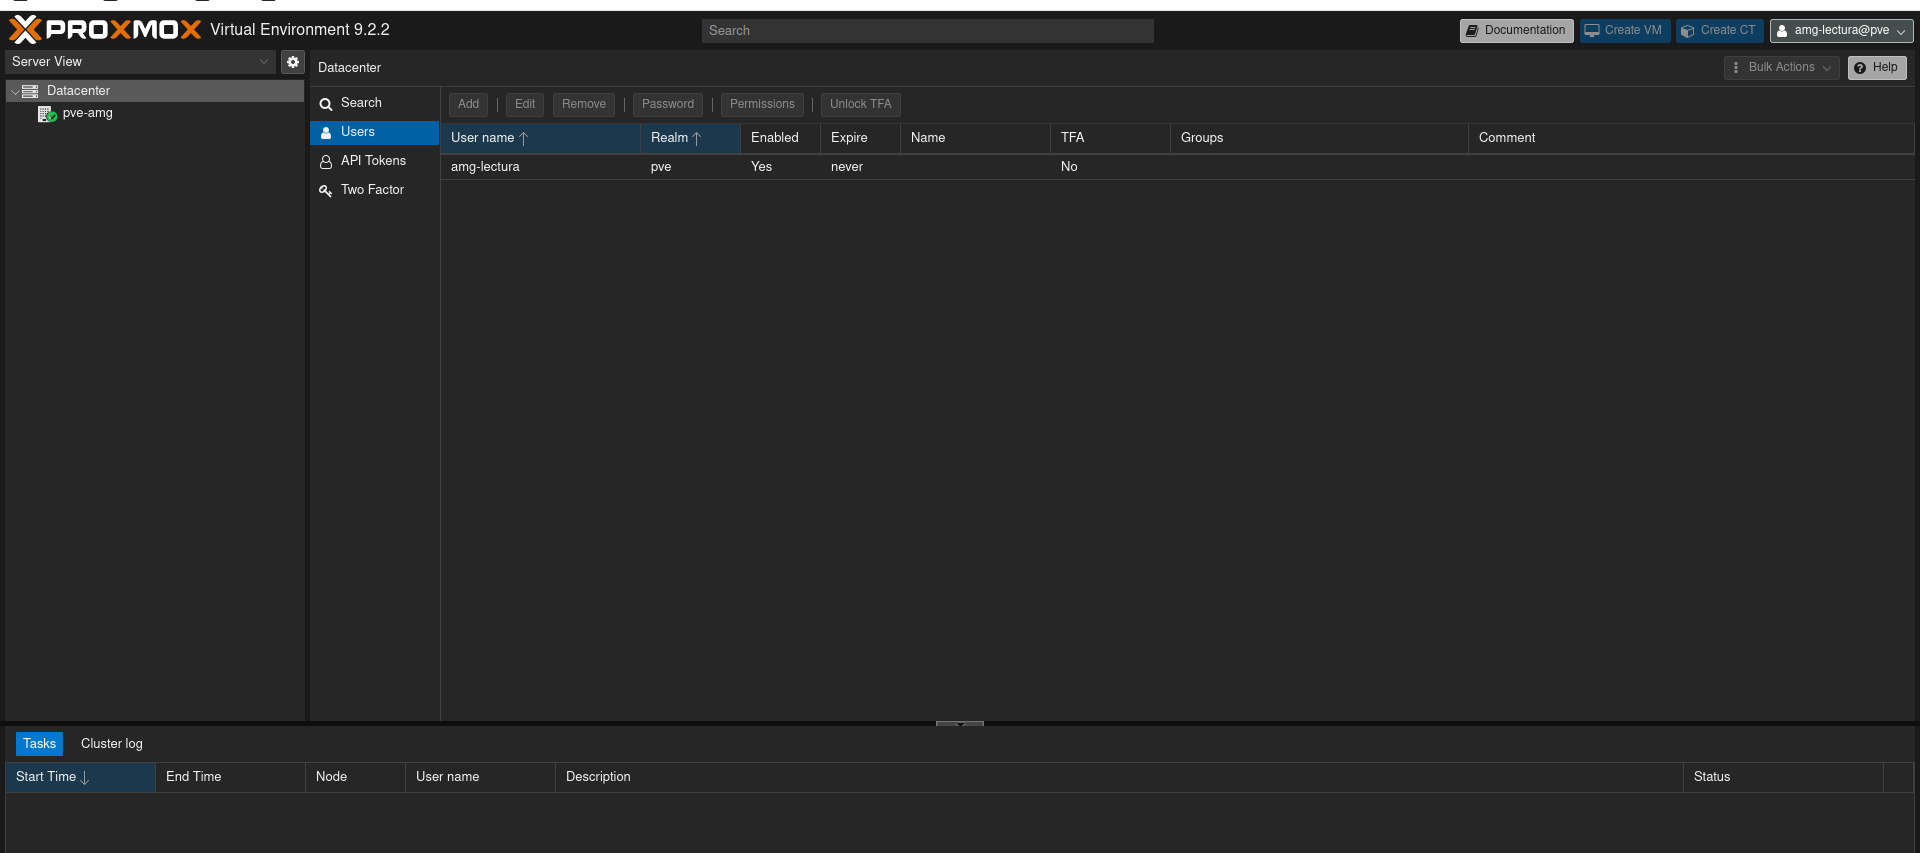 PROXMOX Virtual Environment 9.2.2 Search Documentation Create VM Create CT amg-lectura@pve
Server View
Datacenter Bulk Actions Help
Datacenter
pve-amg
Search
Users
API Tokens
Two Factor
Add Edit Remove Password Permissions Unlock TFA
User name Realm Enabled Expire Name TFA Groups Comment
amg-lectura pve Yes never No
Tasks Cluster log
Start Time End Time Node User name Description Status